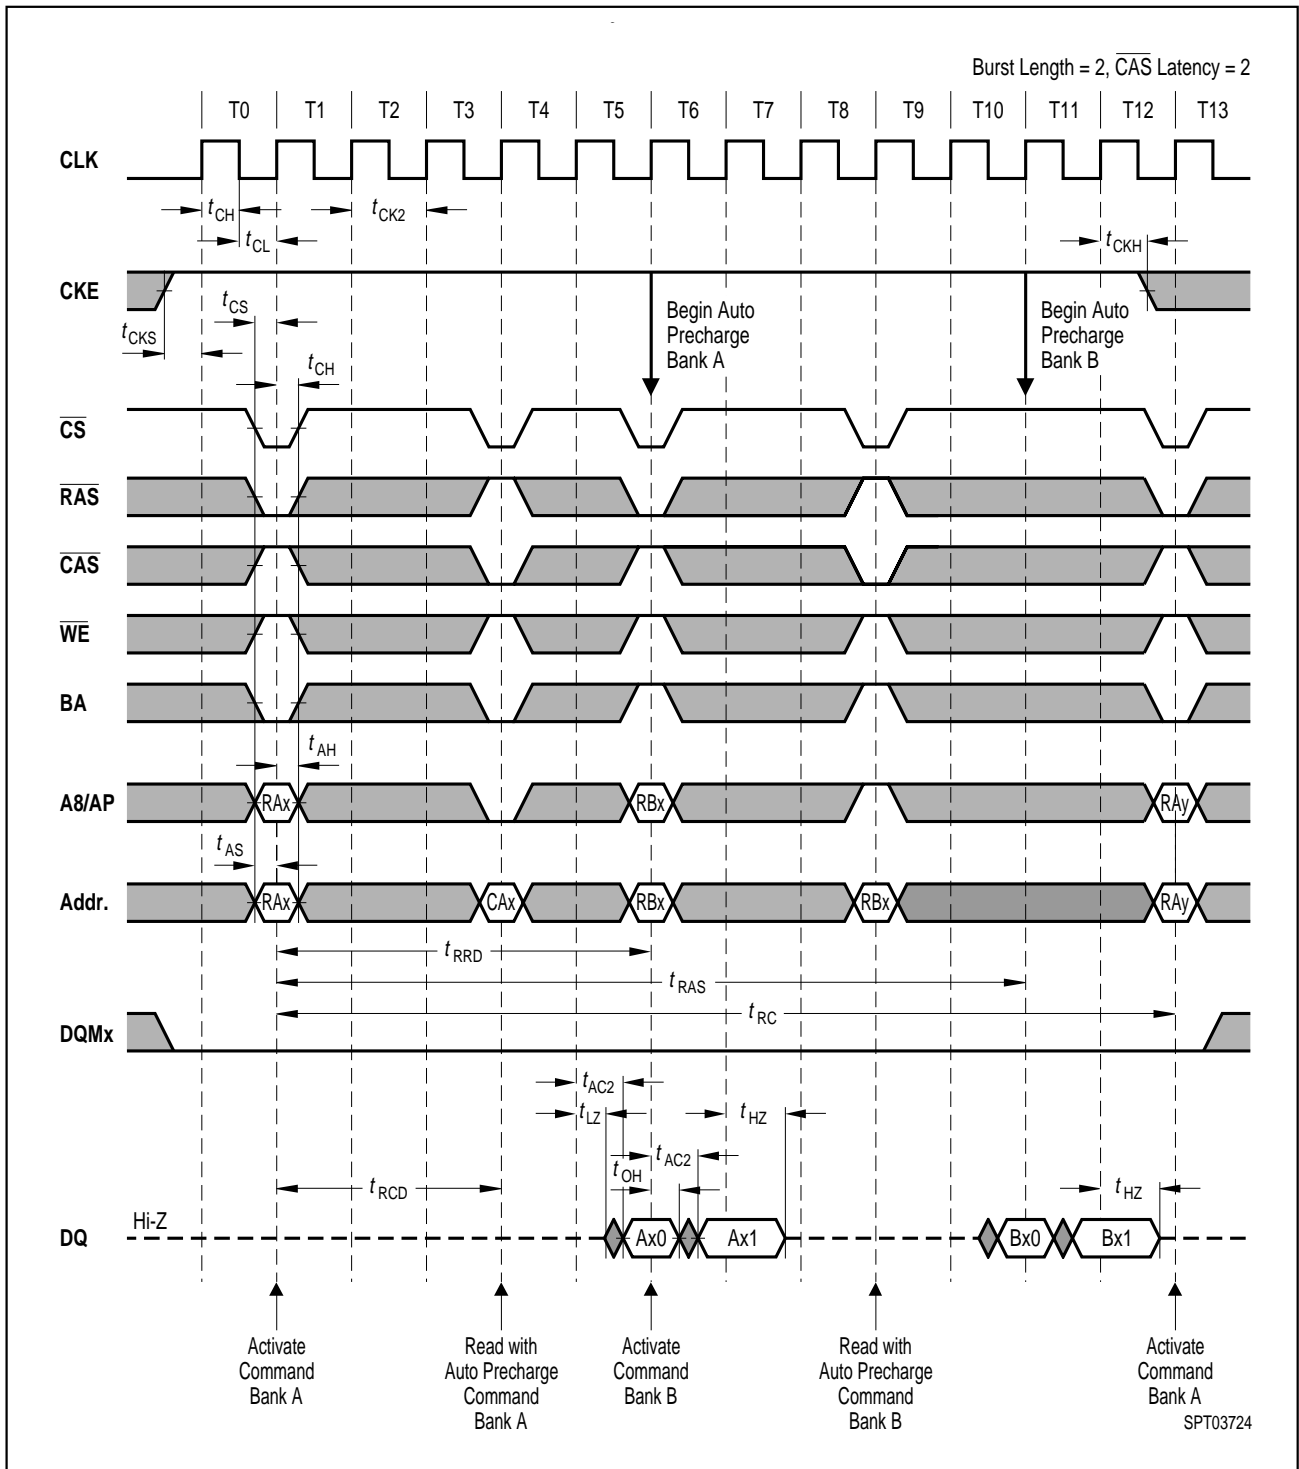 Burst Length = 2, CAS Latency = 2
T0 T1 T2 T3 T4 T5 T6 T7 T8 T9 T10 T11 T12 T13
CLK
tCH
tCK2
tCL
tCKH
CKE
tCS
Begin Auto
Precharge
Bank A
Begin Auto
Precharge
Bank B
tCKS
tCH
CS
RAS
CAS
WE
BA
tAH
A8/AP
RAx
RBx
RAy
tAS
Addr.
RAx
CAx
RBx
RBx
RAy
tRRD
tRAS
tRC
DQMx
tAC2
tLZ
tHZ
tAC2
tOH
tRCD
tHZ
Hi-Z
DQ
Ax0
Ax1
Bx0
Bx1
Activate
Command
Bank A
Read with
Auto Precharge
Command
Bank A
Activate
Command
Bank B
Read with
Auto Precharge
Command
Bank B
Activate
Command
Bank A
SPT03724